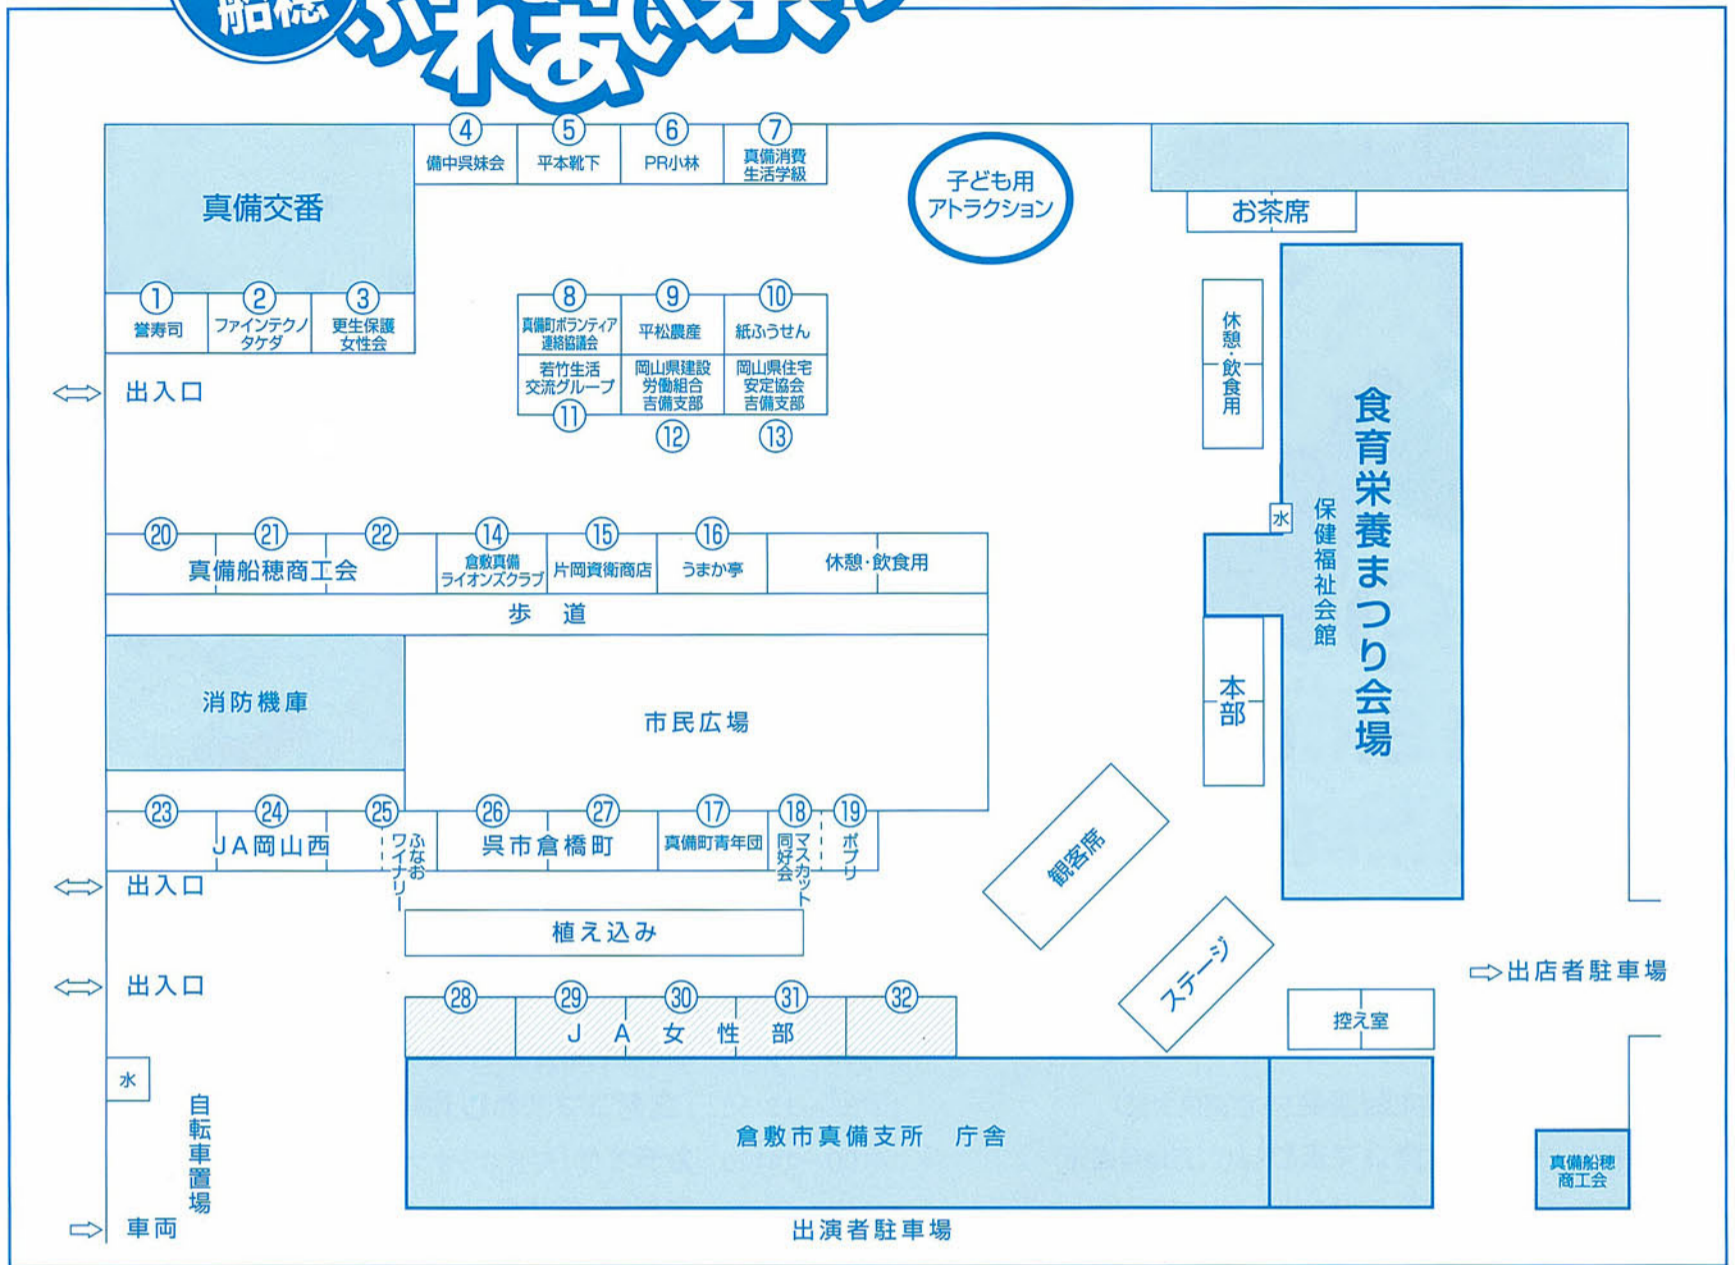 船穂
ふれあい祭り
④
備中呉妹会
⑤
平本靴下
⑥
PR小林
⑦
真備消費
生活学級
子ども用
アトラクション
お茶席
真備交番
①
誉寿司
②
ファインテクノ
タケダ
③
更生保護
女性会
⑧
真備町ボランティア
連絡協議会
⑨
平松農産
⑩
紙ふうせん
若竹生活
交流グループ
⑪
岡山県建設
労働組合
吉備支部
⑫
岡山県住宅
安定協会
吉備支部
⑬
出入口
休憩・飲食用
食育栄養まつり会場
保健福祉会館
水
⑳
㉑
㉒
真備船穂商工会
⑭
倉敷真備
ライオンズクラブ
⑮
片岡資衛商店
⑯
うまか亭
休憩・飲食用
歩道
消防機庫
市民広場
本部
㉓
㉔
㉕
JA岡山西
ふなお
ワイナリー
㉖
㉗
呉市倉橋町
⑰
真備町青年団
⑱
マスカット
同好会
⑲
ポプリ
出入口
植え込み
観客席
ステージ
出入口
㉘
㉙
㉚
㉛
㉜
JA女性部
控え室
⇨出店者駐車場
水
自転車置場
倉敷市真備支所 庁舎
真備船穂
商工会
⇨ 車両
出演者駐車場